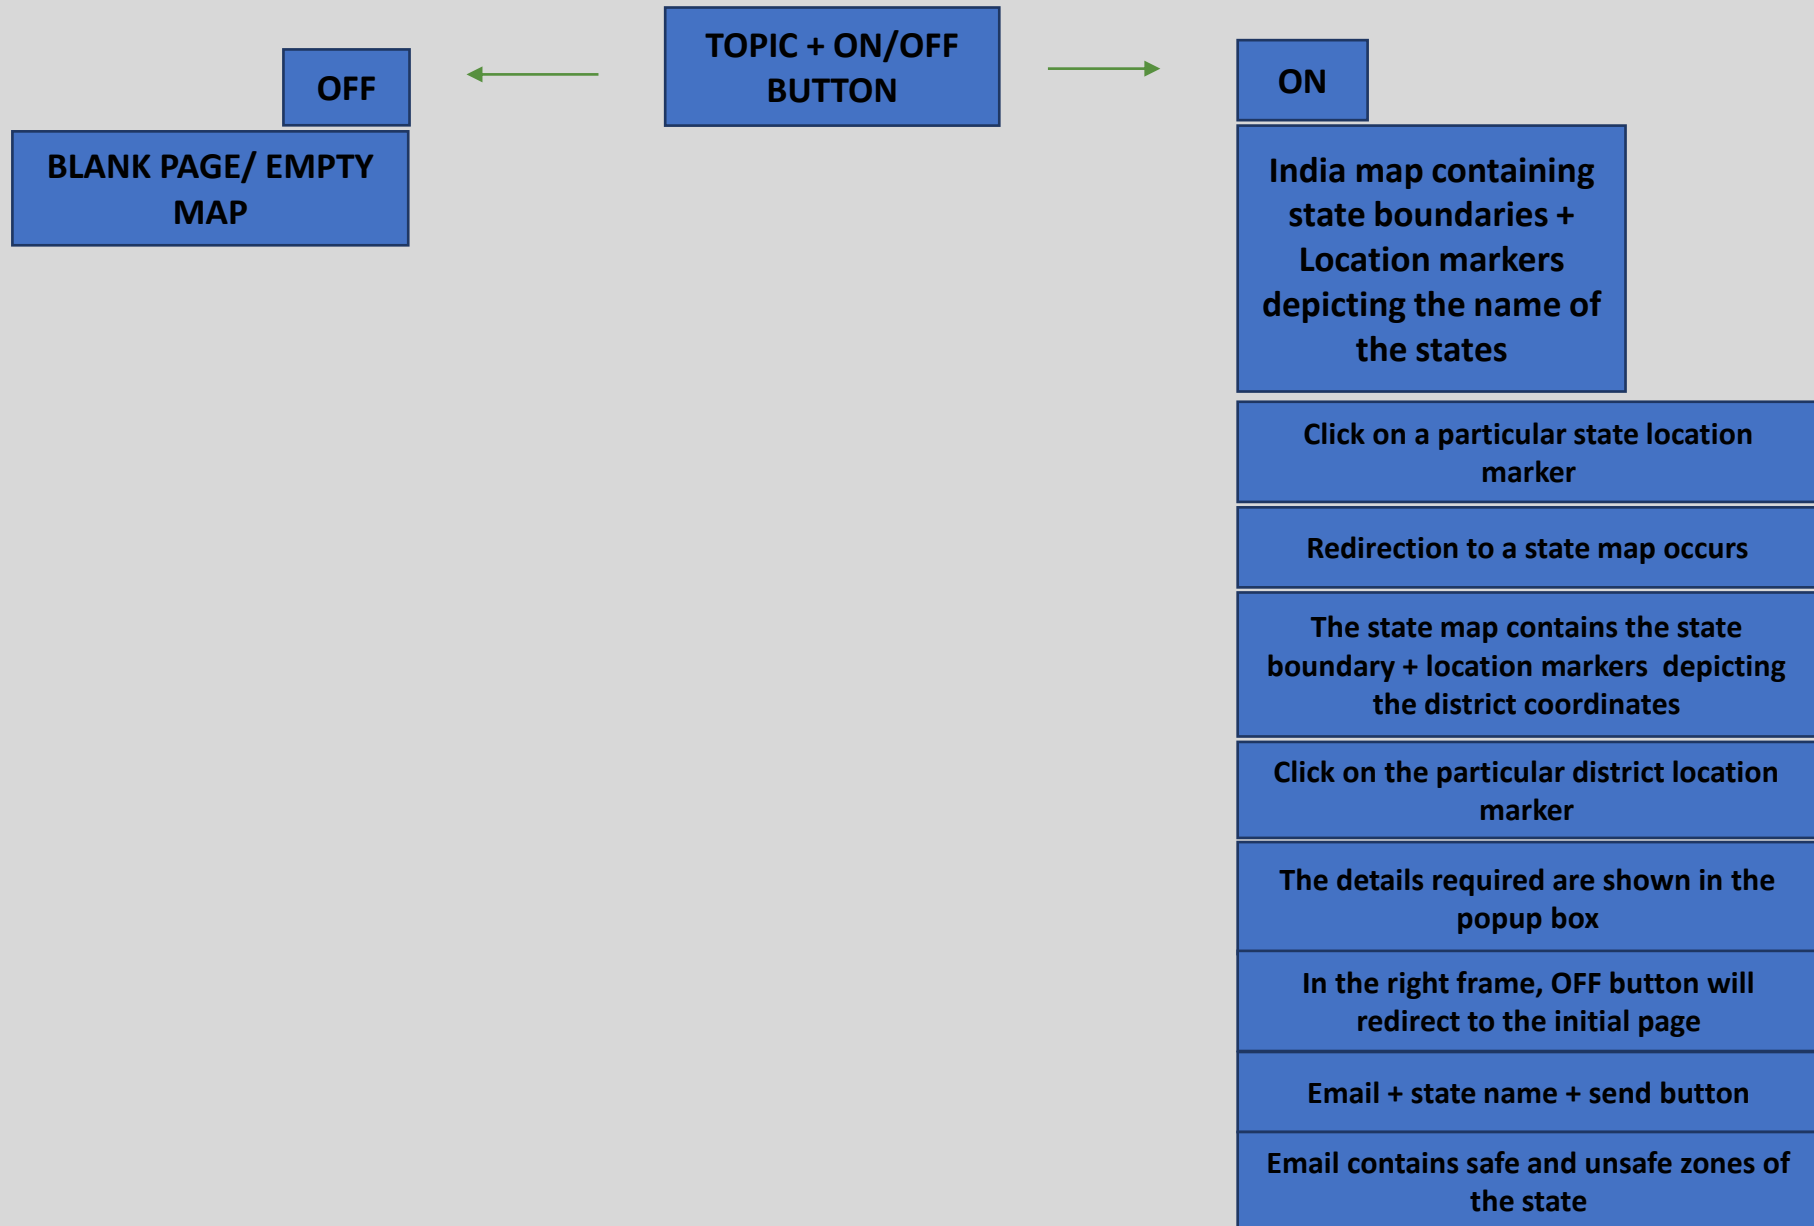 TOPIC + ON/OFF
BUTTON
OFF
BLANK PAGE/ EMPTY
MAP
ON
India map containing
state boundaries +
Location markers
depicting the name of
the states
Click on a particular state location
marker
Redirection to a state map occurs
The state map contains the state
boundary + location markers  depicting
the district coordinates
Click on the particular district location
marker
The details required are shown in the
popup box
In the right frame, OFF button will
redirect to the initial page
Email + state name + send button
Email contains safe and unsafe zones of
the state